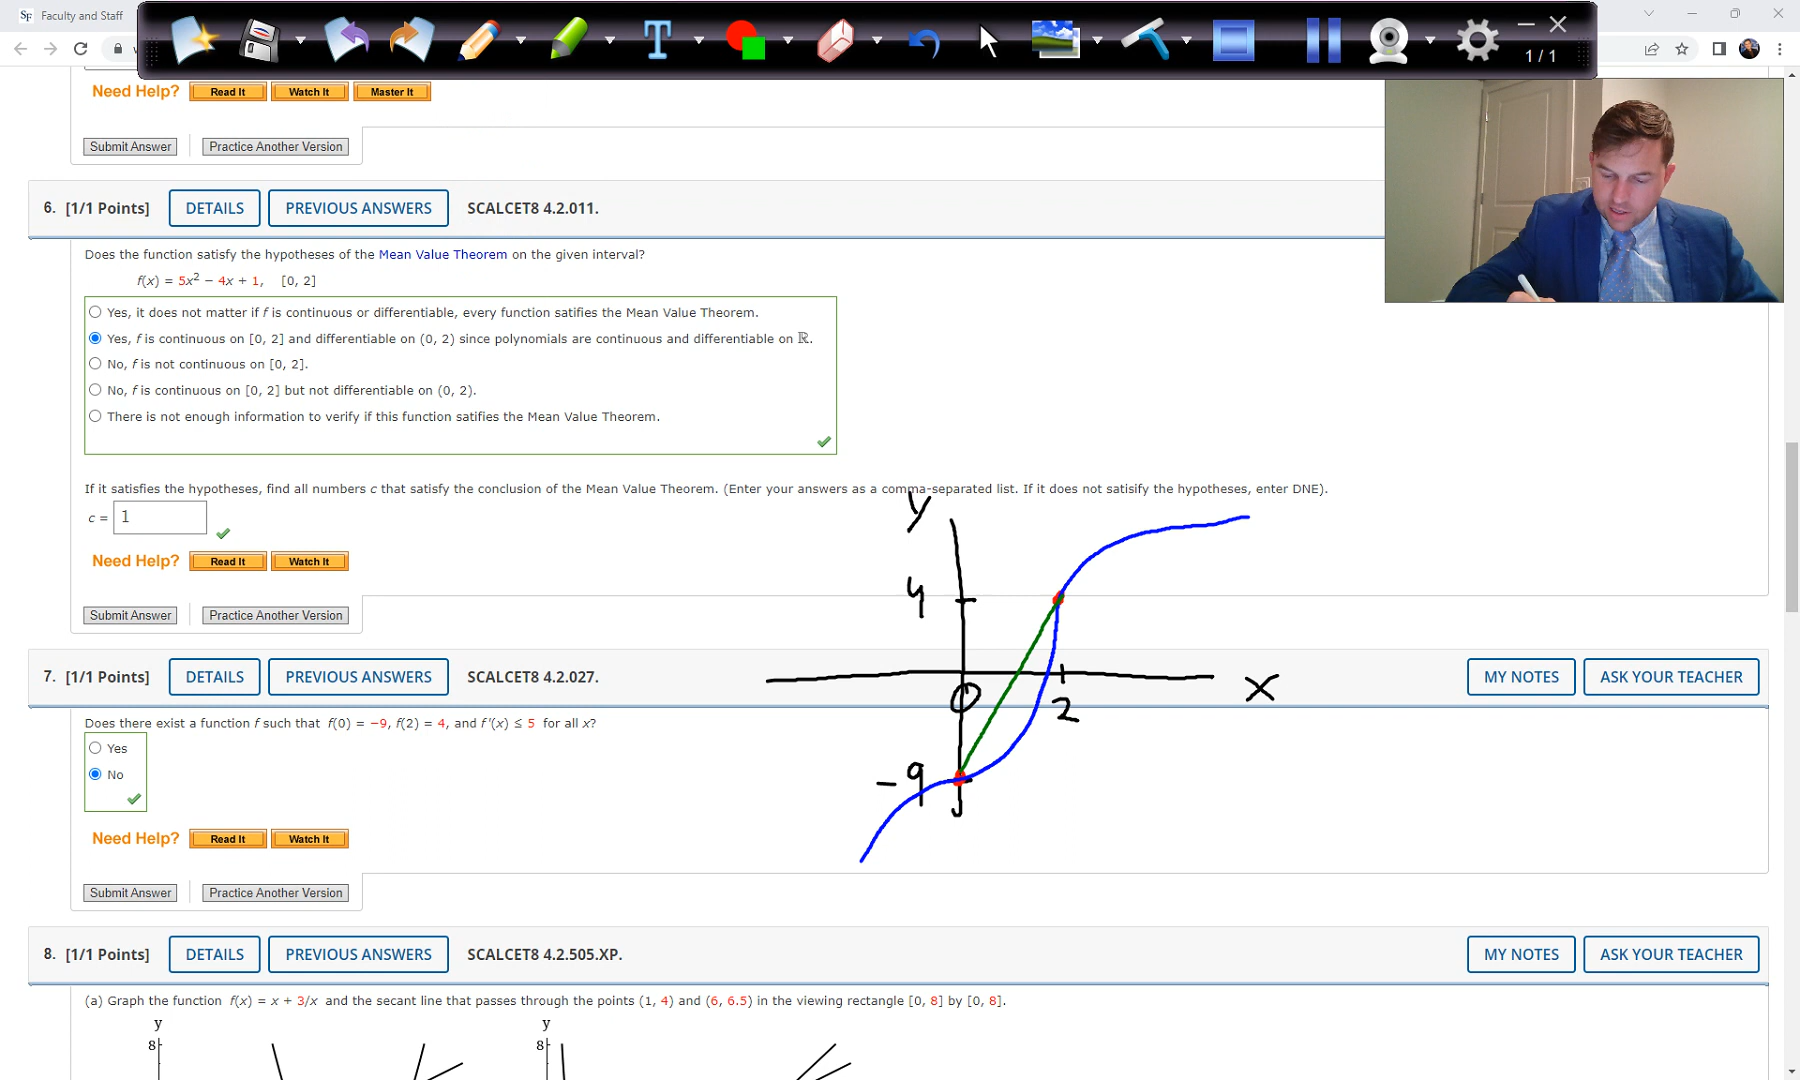 Faculty and Staff
1/1
Need Help? Read It Watch It Master It
Submit Answer Practice Another Version
6. [1/1 Points] DETAILS PREVIOUS ANSWERS SCALCET8 4.2.011.
Does the function satisfy the hypotheses of the Mean Value Theorem on the given interval?
f(x) = 5x² − 4x + 1, [0, 2]
Yes, it does not matter if f is continuous or differentiable, every function satifies the Mean Value Theorem.
Yes, f is continuous on [0, 2] and differentiable on (0, 2) since polynomials are continuous and differentiable on ℝ.
No, f is not continuous on [0, 2].
No, f is continuous on [0, 2] but not differentiable on (0, 2).
There is not enough information to verify if this function satifies the Mean Value Theorem.
If it satisfies the hypotheses, find all numbers c that satisfy the conclusion of the Mean Value Theorem. (Enter your answers as a comma-separated list. If it does not satisify the hypotheses, enter DNE).
c = 1
y
Need Help? Read It Watch It
4
Submit Answer Practice Another Version
7. [1/1 Points] DETAILS PREVIOUS ANSWERS SCALCET8 4.2.027. MY NOTES ASK YOUR TEACHER
x
0 2
Does there exist a function f such that f(0) = −9, f(2) = 4, and f′(x) ≤ 5 for all x?
Yes
No
−9
Need Help? Read It Watch It
Submit Answer Practice Another Version
8. [1/1 Points] DETAILS PREVIOUS ANSWERS SCALCET8 4.2.505.XP. MY NOTES ASK YOUR TEACHER
(a) Graph the function f(x) = x + 3/x and the secant line that passes through the points (1, 4) and (6, 6.5) in the viewing rectangle [0, 8] by [0, 8].
y y
8 8